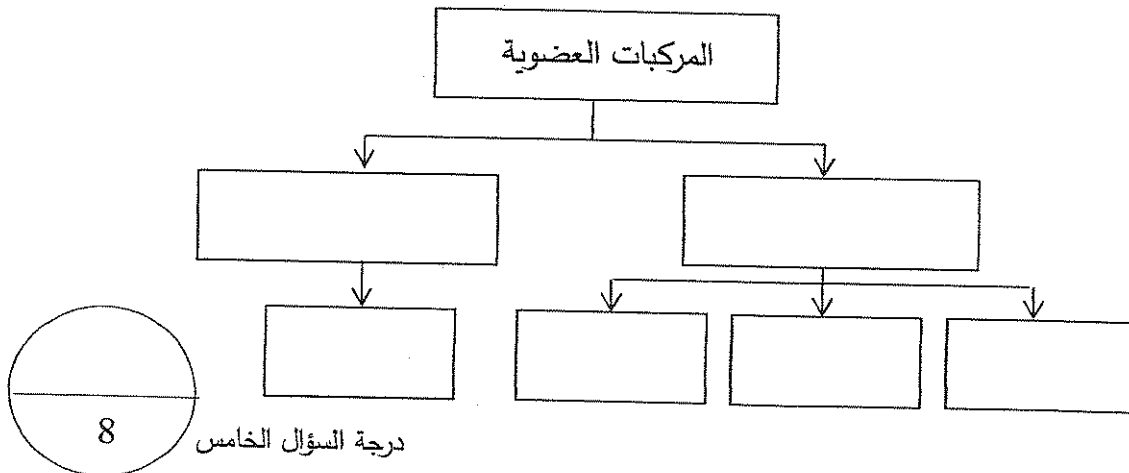 المركبات العضوية
8
درجة السؤال الخامس